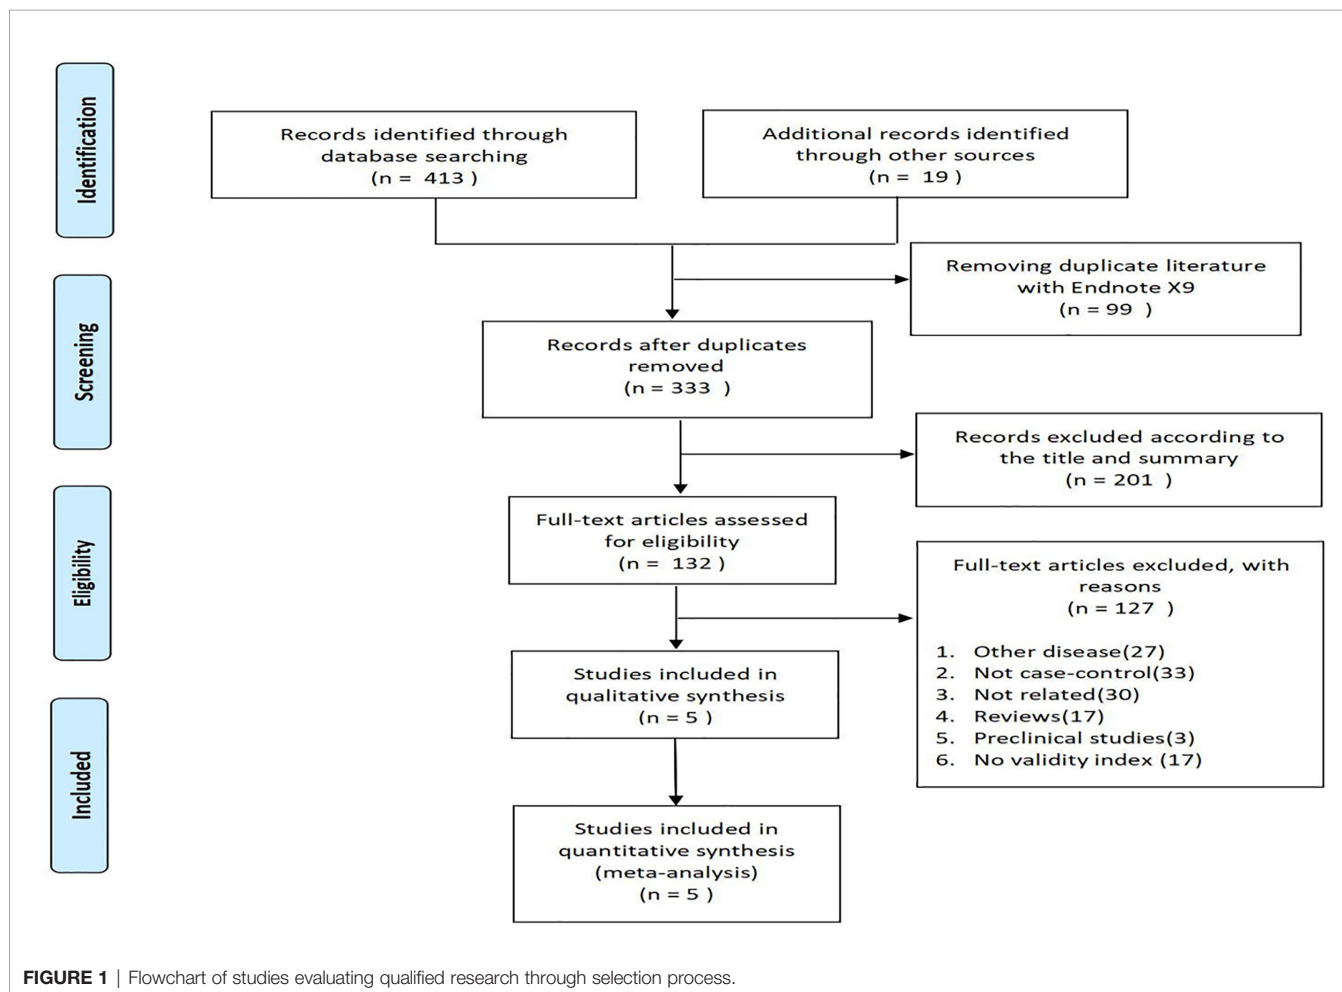 Identification
Records identified through
database searching
(n =  413 )
Additional records identified
through other sources
(n =  19 )
Removing duplicate literature
with Endnote X9
(n = 99  )
Screening
Records after duplicates
removed
(n = 333  )
Records excluded according to
the title and summary
(n = 201  )
Eligibility
Full-text articles assessed
for eligibility
(n =  132 )
Full-text articles excluded, with
reasons
(n = 127  )
1. Other disease(27)
2. Not case-control(33)
3. Not related(30)
4. Reviews(17)
5. Preclinical studies(3)
6. No validity index (17)
Studies included in
qualitative synthesis
(n = 5  )
Included
Studies included in
quantitative synthesis
(meta-analysis)
(n = 5  )
FIGURE 1 | Flowchart of studies evaluating qualified research through selection process.